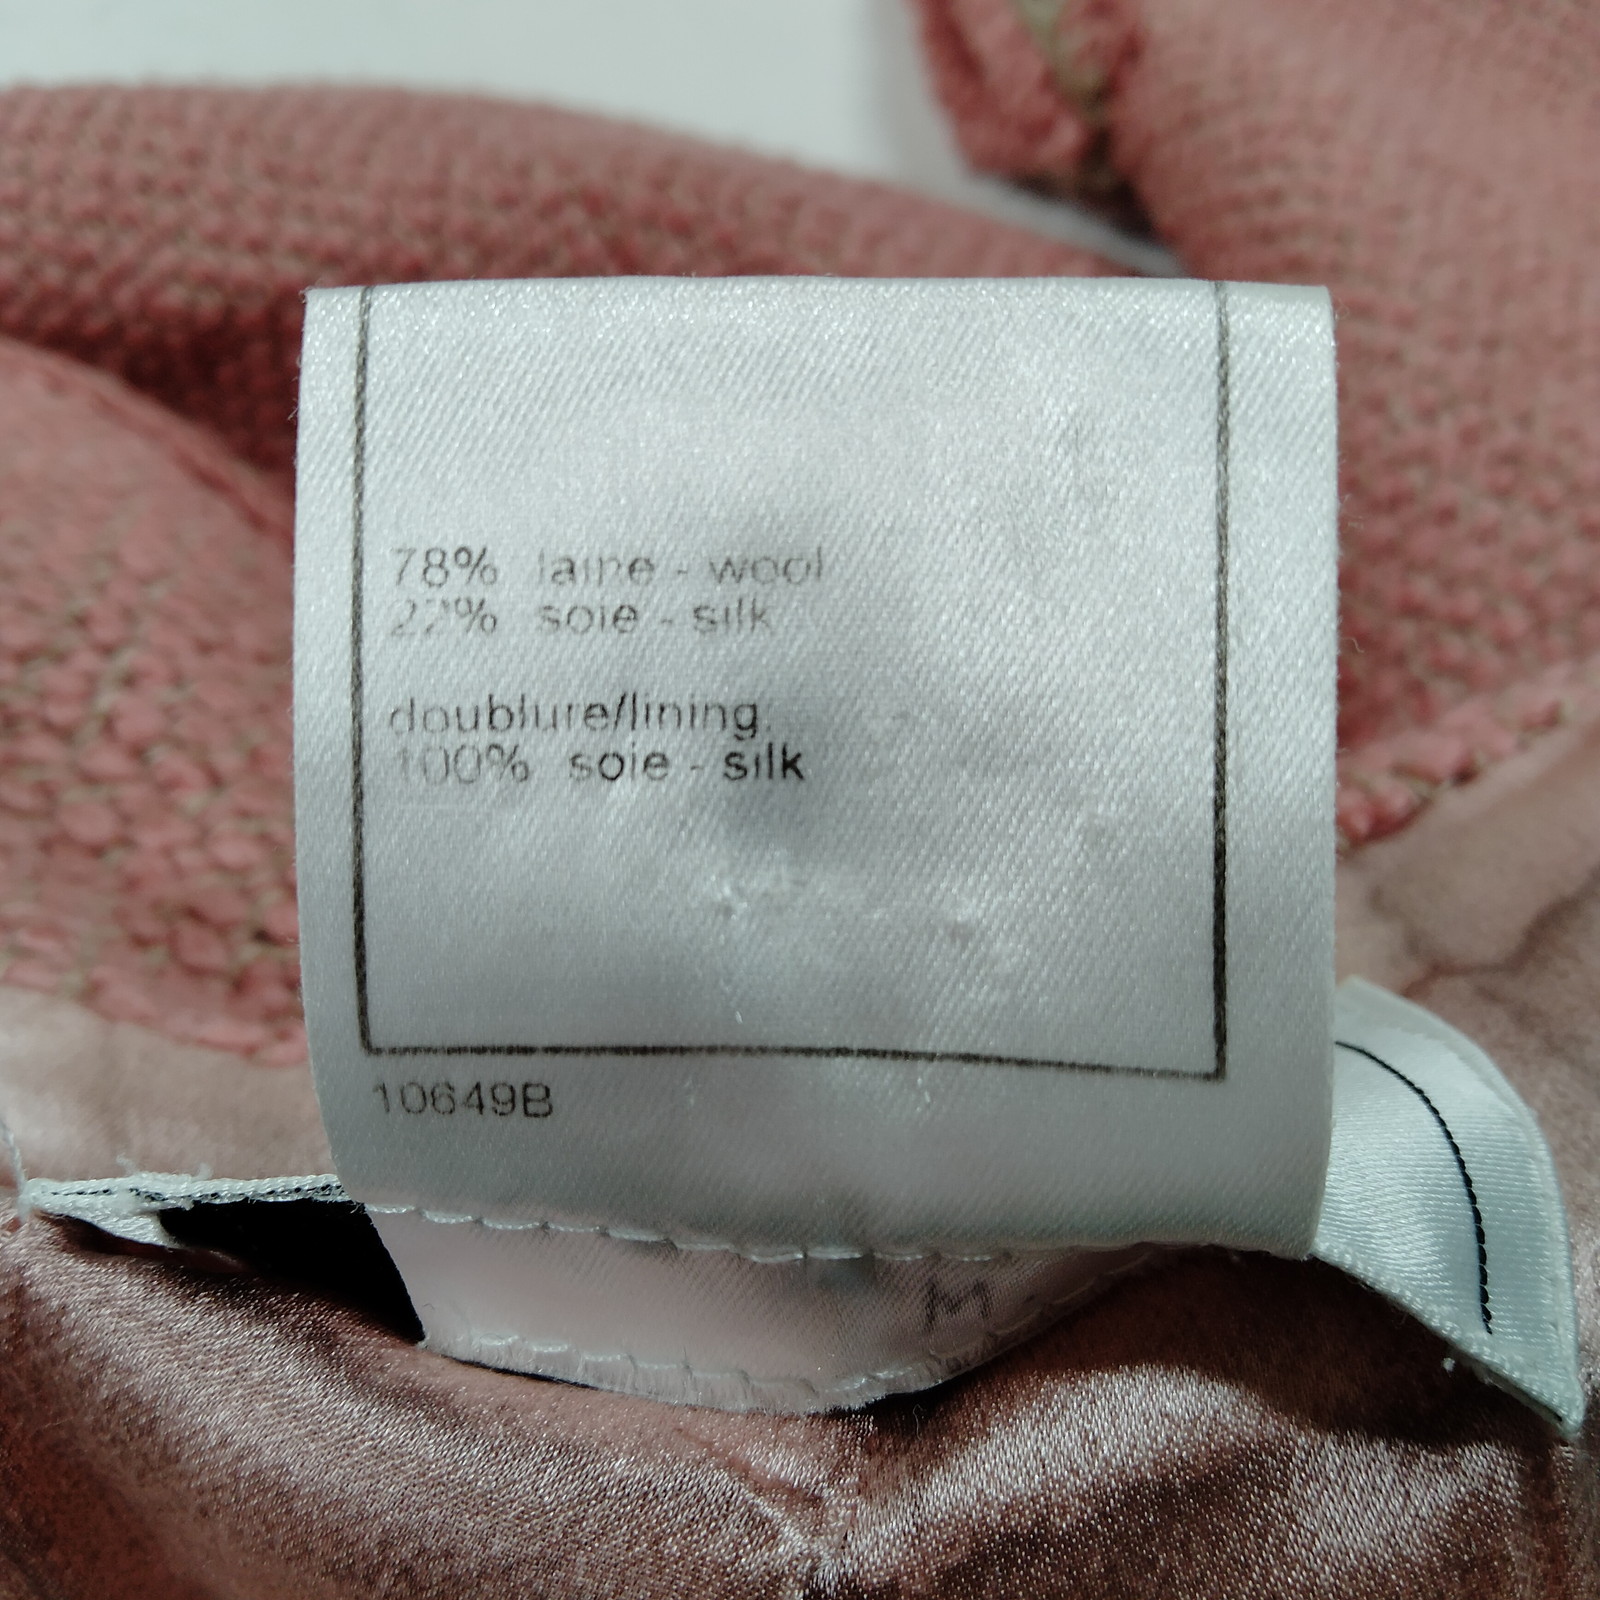 78% laine - wool
22% soie - silk
doublure/lining:
100% soie - silk
10649B
M